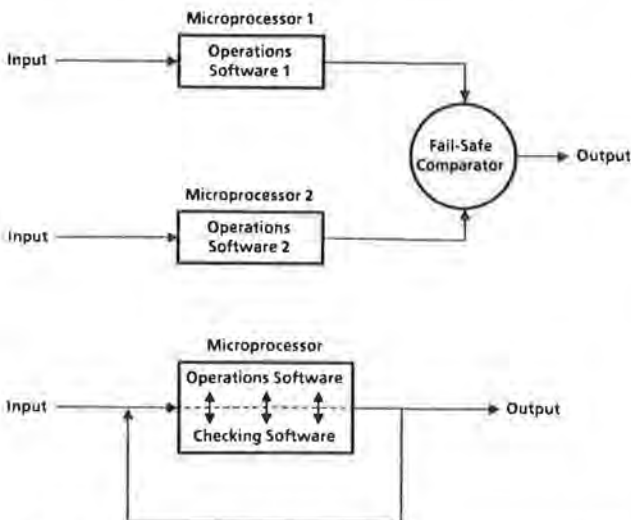 Microprocessor 1
Input
Operations
Software 1
Fail-Safe
Comparator
Output
Microprocessor 2
Input
Operations
Software 2
Microprocessor
Operations Software
Input
Output
Checking Software